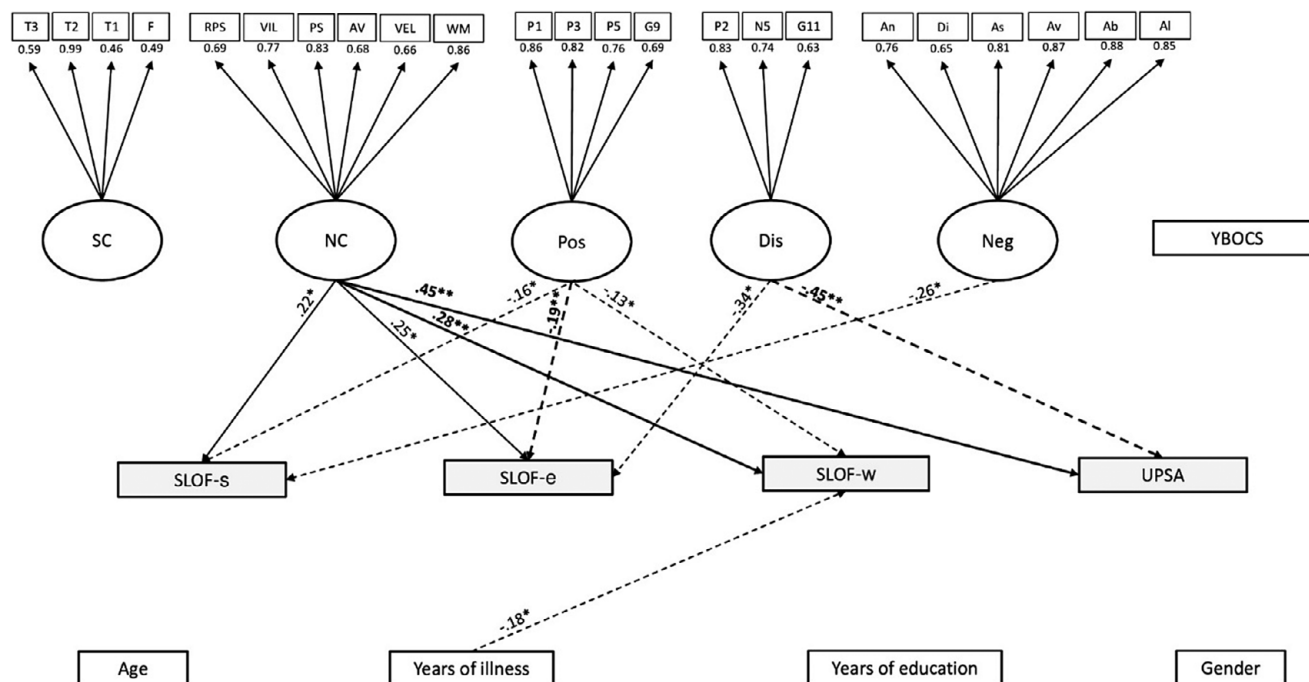 T3 T2 T1 F RPS VIL PS AV VEL WM P1 P3 P5 G9 P2 N5 G11 An Di As Av Ab Al
0.59 0.99 0.46 0.49 0.69 0.77 0.83 0.68 0.66 0.86 0.86 0.82 0.76 0.69 0.83 0.74 0.63 0.76 0.65 0.81 0.87 0.88 0.85
SC NC Pos Dis Neg YBOCS
.22* .25* .28** .45** -.16* -.19** -.13* -.34* -.45** -.26*
SLOF-s SLOF-e SLOF-w UPSA
-.18*
Age Years of illness Years of education Gender